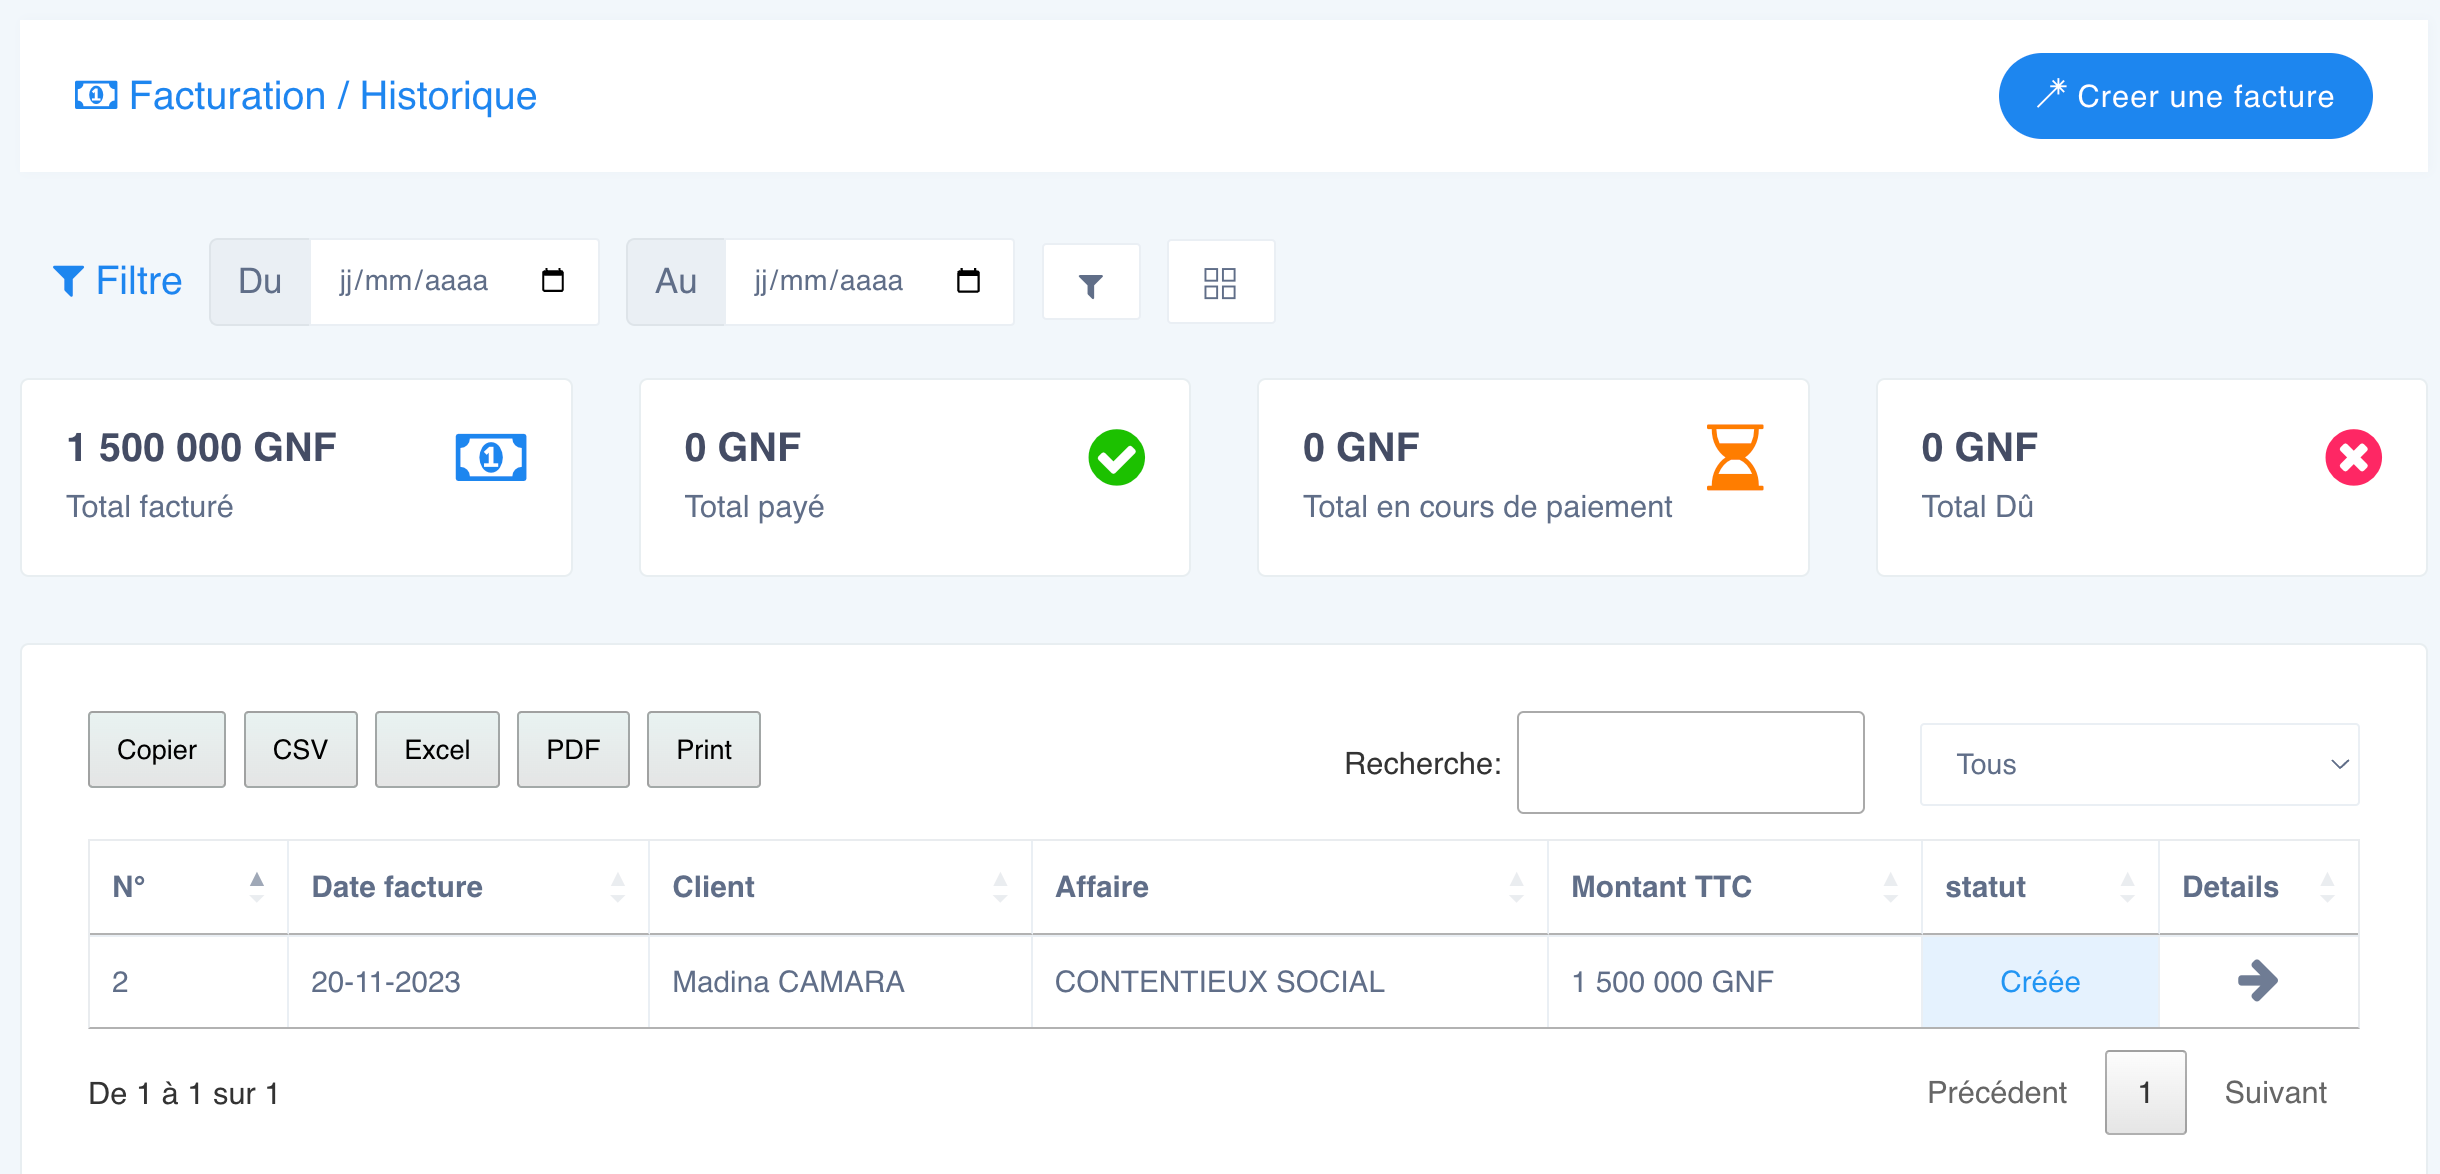 Facturation / Historique
Creer une facture
Filtre Du jj/mm/aaaa Au jj/mm/aaaa
1 500 000 GNF
Total facturé
0 GNF
Total payé
0 GNF
Total en cours de paiement
0 GNF
Total Dû
Copier CSV Excel PDF Print Recherche: Tous
N° Date facture Client Affaire Montant TTC statut Details
2 20-11-2023 Madina CAMARA CONTENTIEUX SOCIAL 1 500 000 GNF Créée
De 1 à 1 sur 1 Précédent 1 Suivant